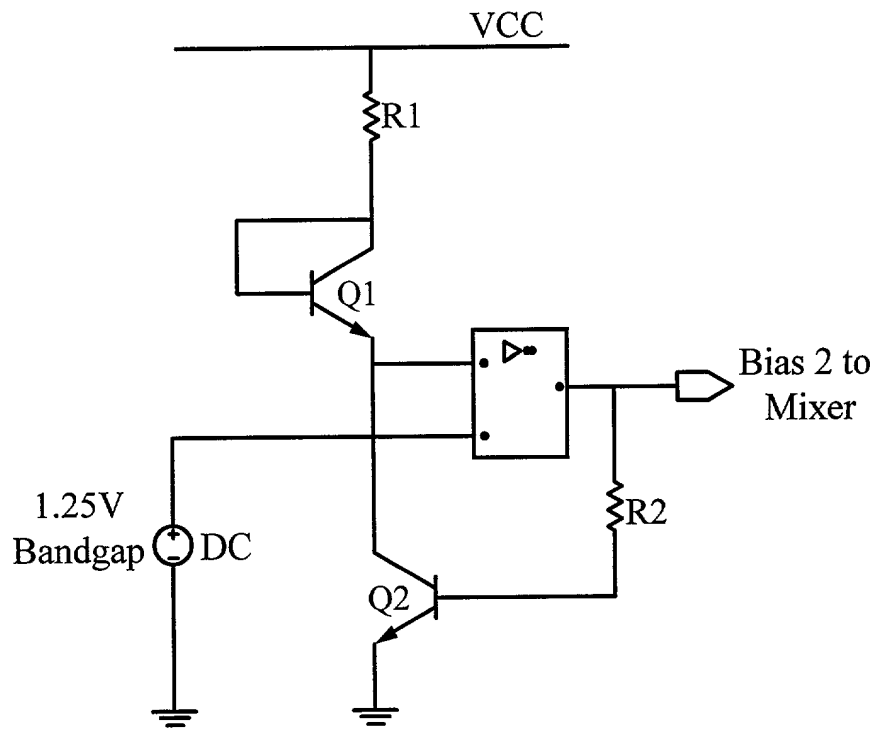 VCC
R1
Q1
Bias 2 to
Mixer
1.25V
Bandgap
DC
R2
Q2